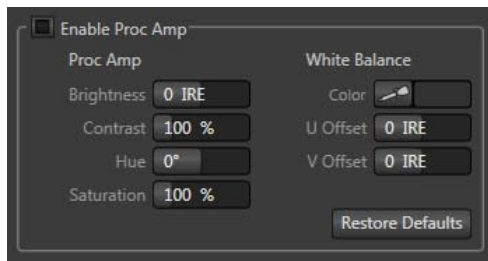 Enable Proc Amp
Proc Amp
Brightness 0 IRE
Contrast 100 %
Hue 0°
Saturation 100 %
White Balance
Color
U Offset 0 IRE
V Offset 0 IRE
Restore Defaults